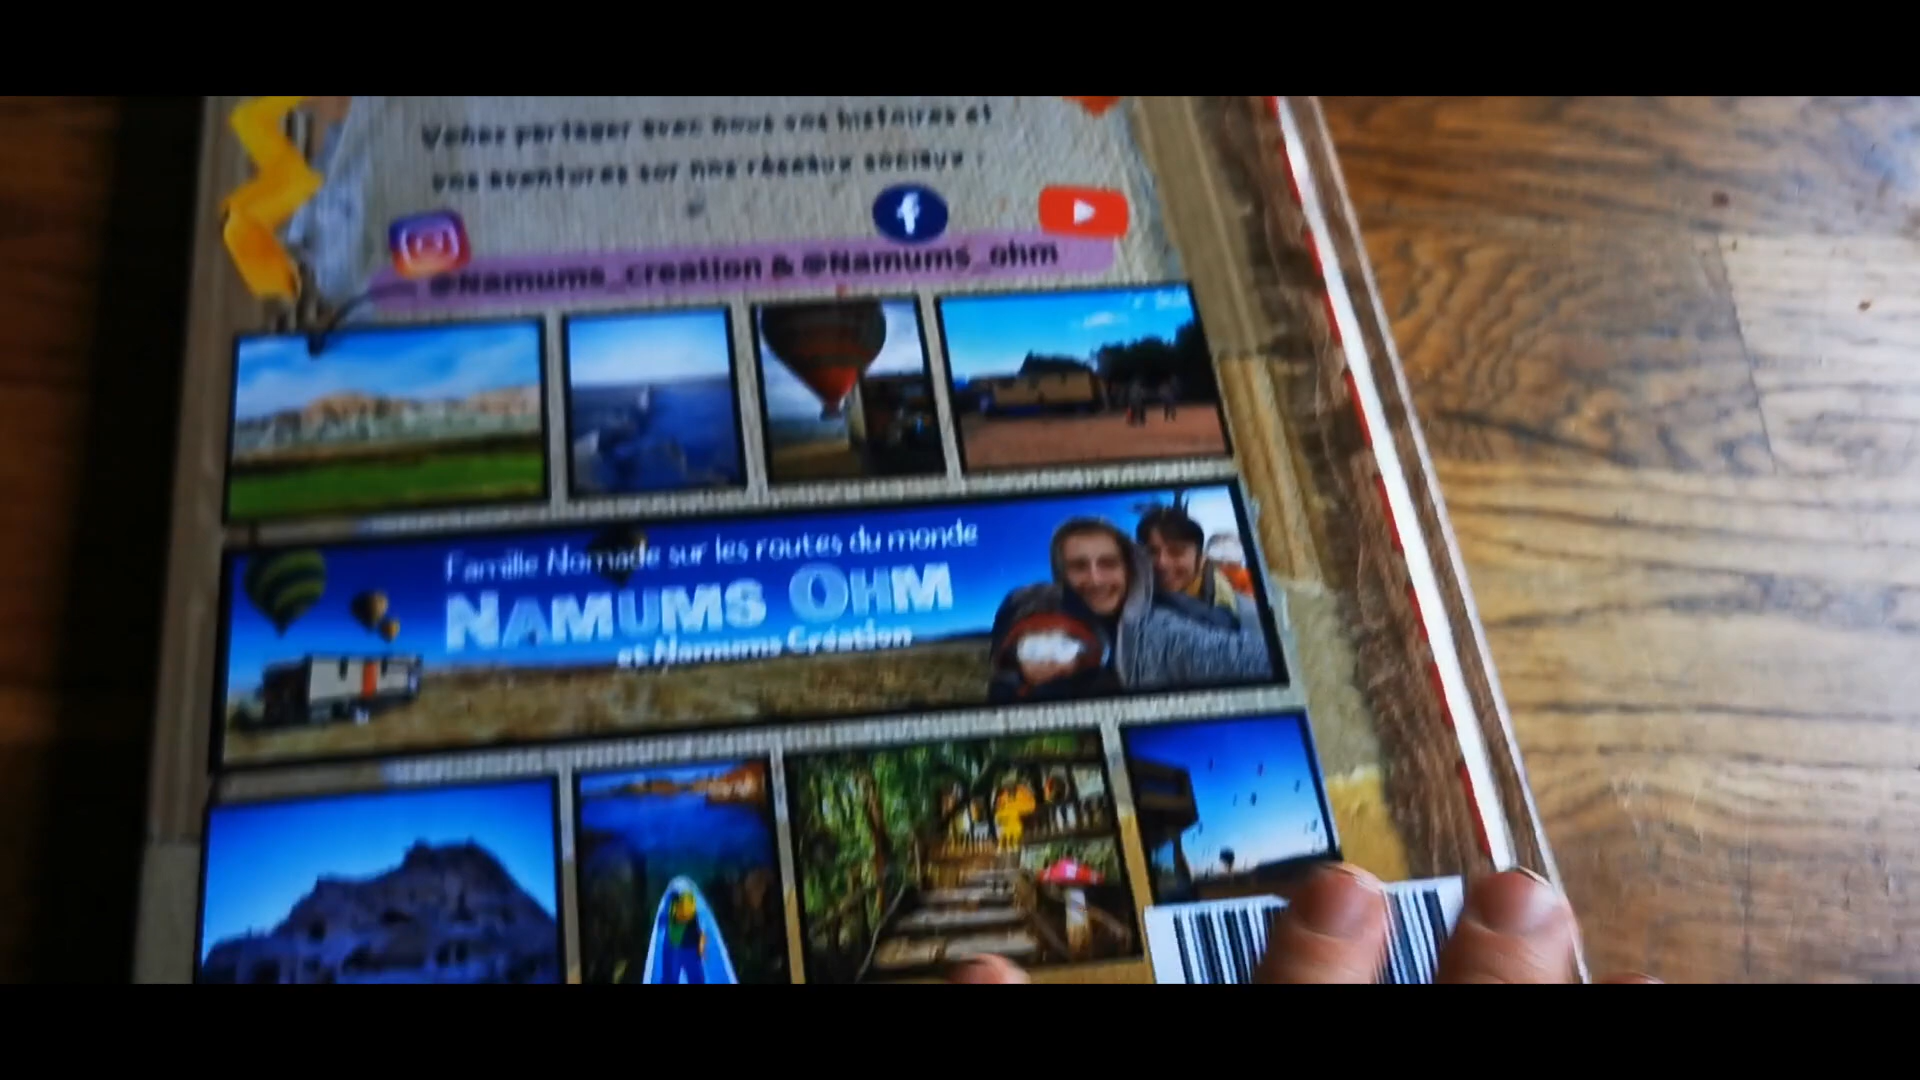 Venez partager avec nous vos histoires et
vos aventures sur nos réseaux sociaux :
@Namums_creation & @Namums_ohm
Famille Nomade sur les routes du monde
NAMUMS OHM
et Namums Création